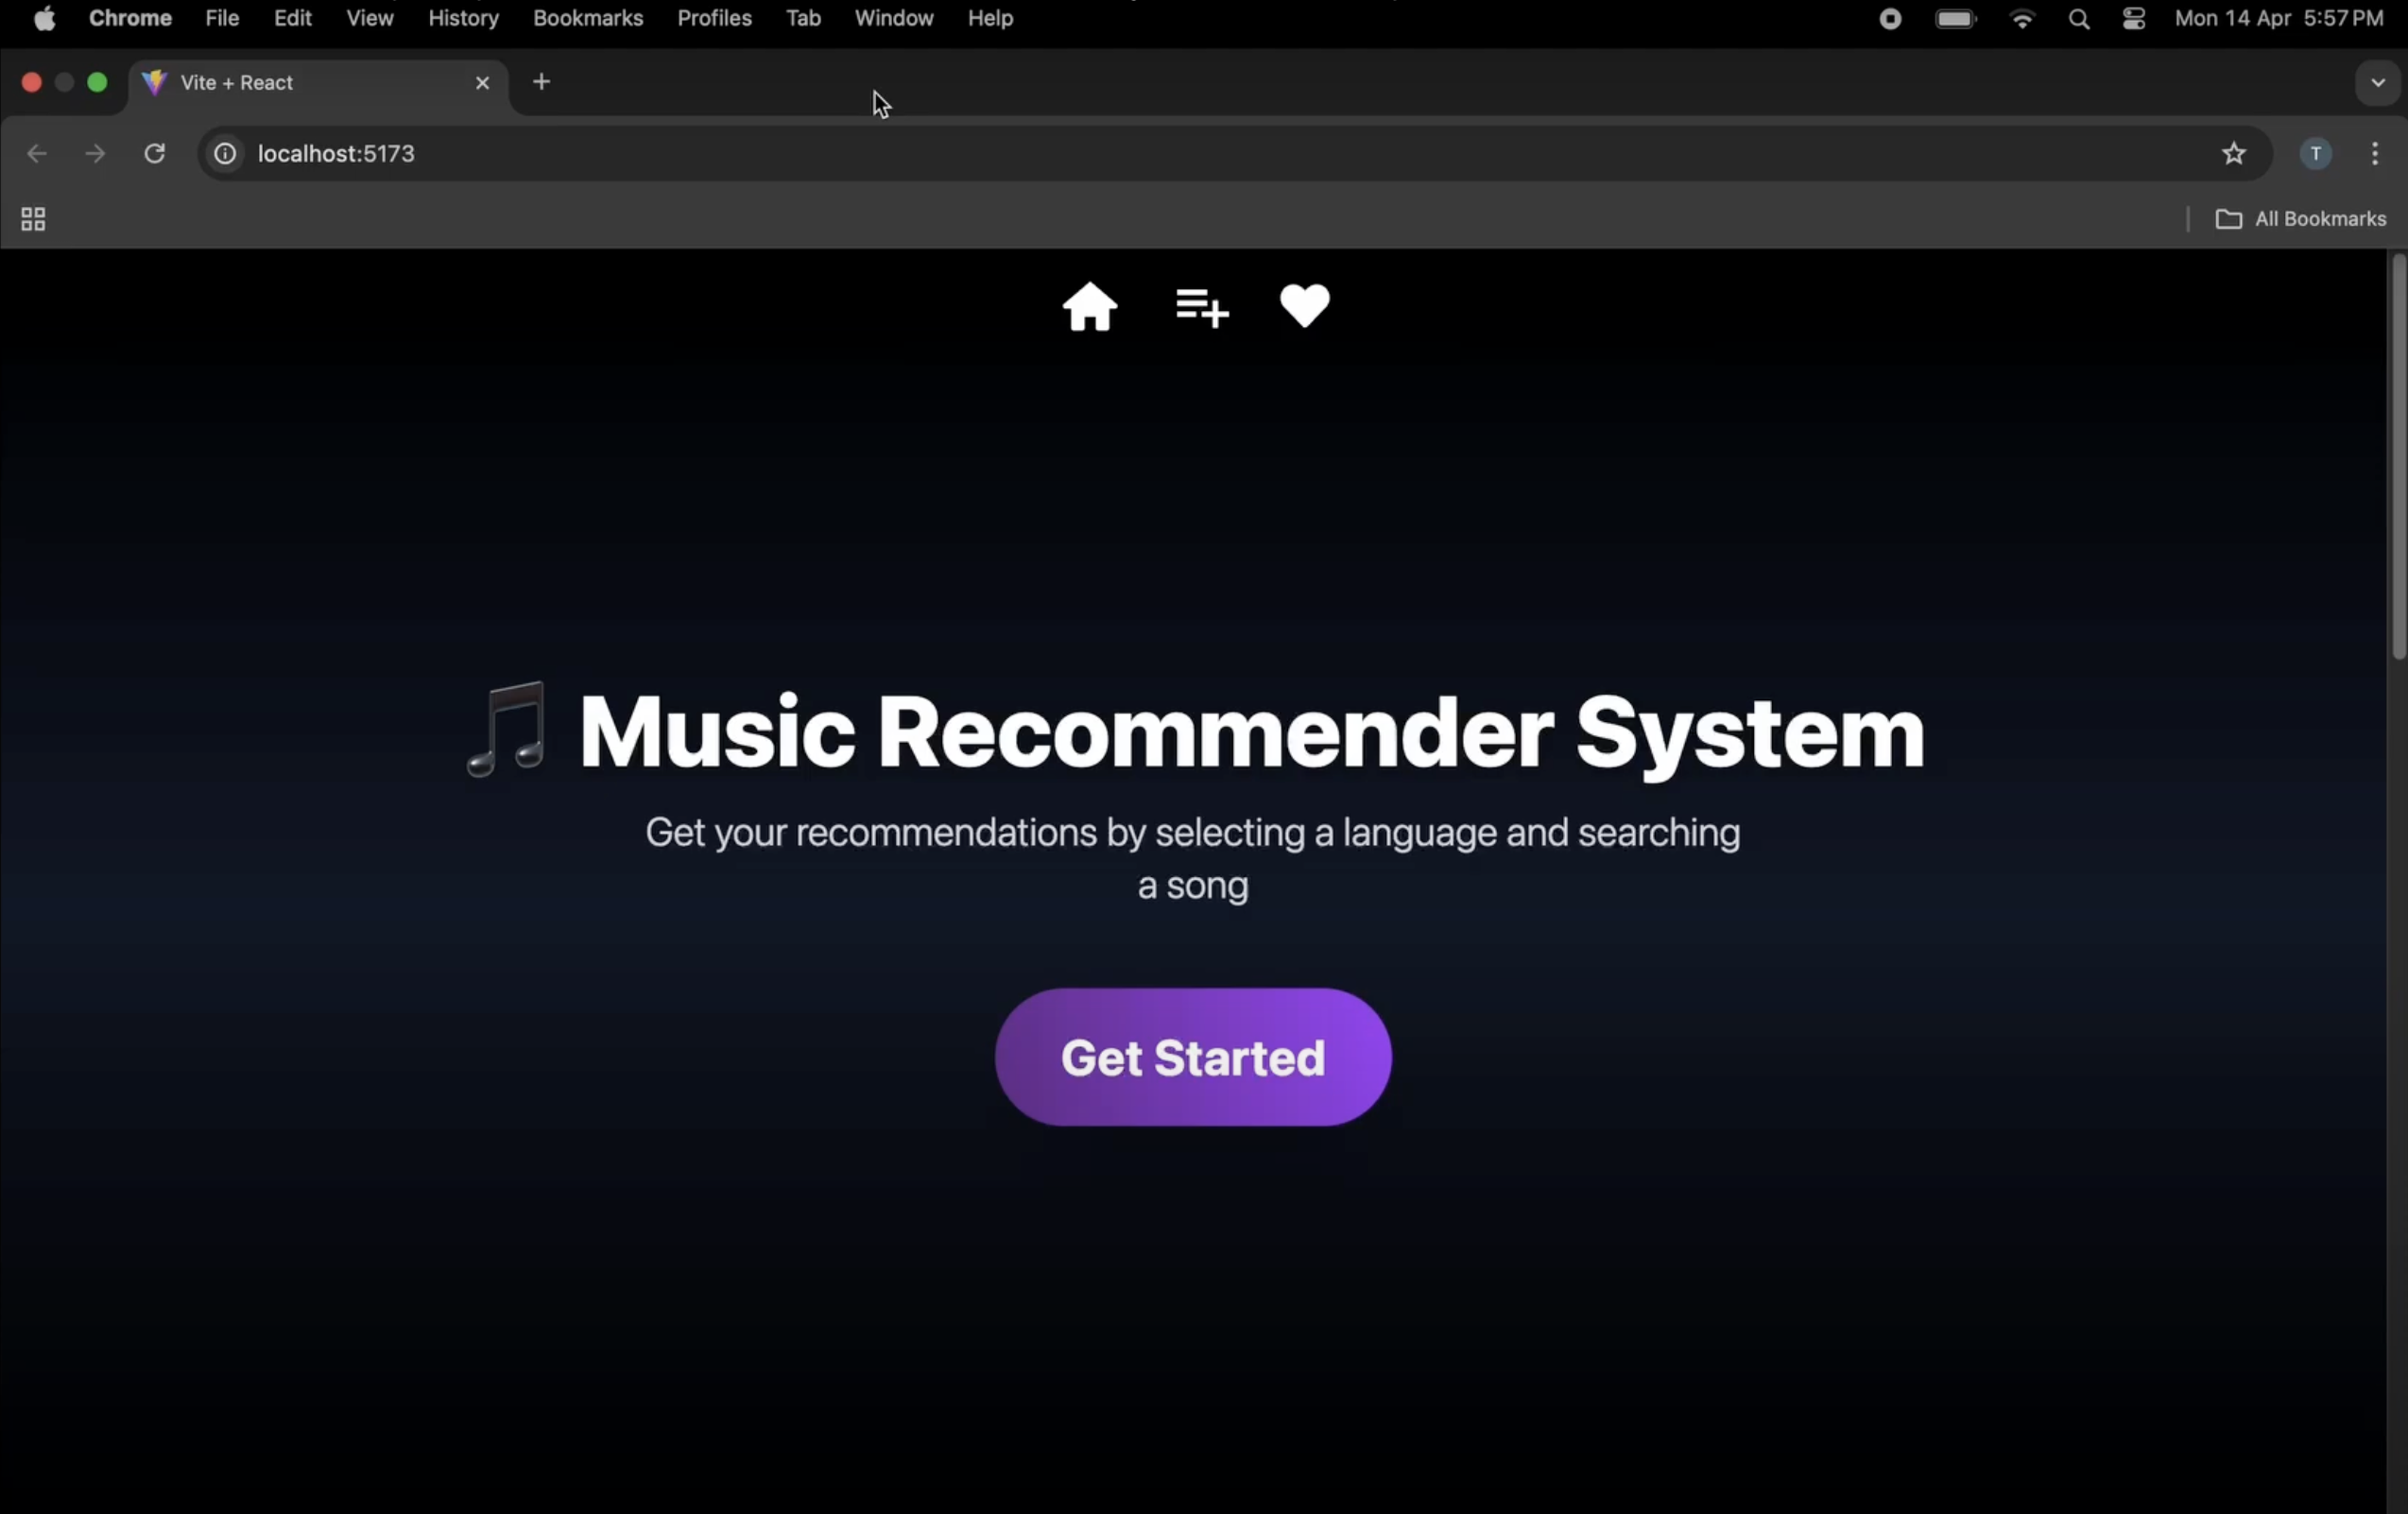 Chrome File Edit View History Bookmarks Profiles Tab Window Help Mon 14 Apr 5:57 PM
Vite + React
localhost:5173 T
All Bookmarks
Music Recommender System
Get your recommendations by selecting a language and searching
a song
Get Started